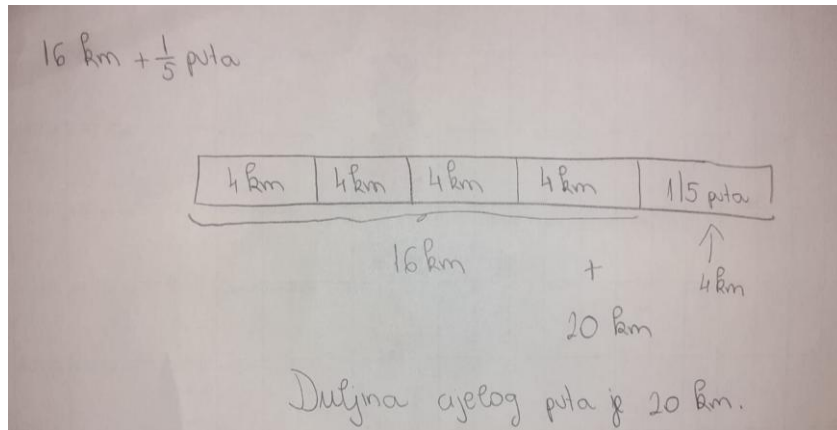 16 km + 1/5 puta
4 km 4 km 4 km 4 km 1/5 puta
16 km + 4 km
20 km
Duljina cijelog puta je 20 km.